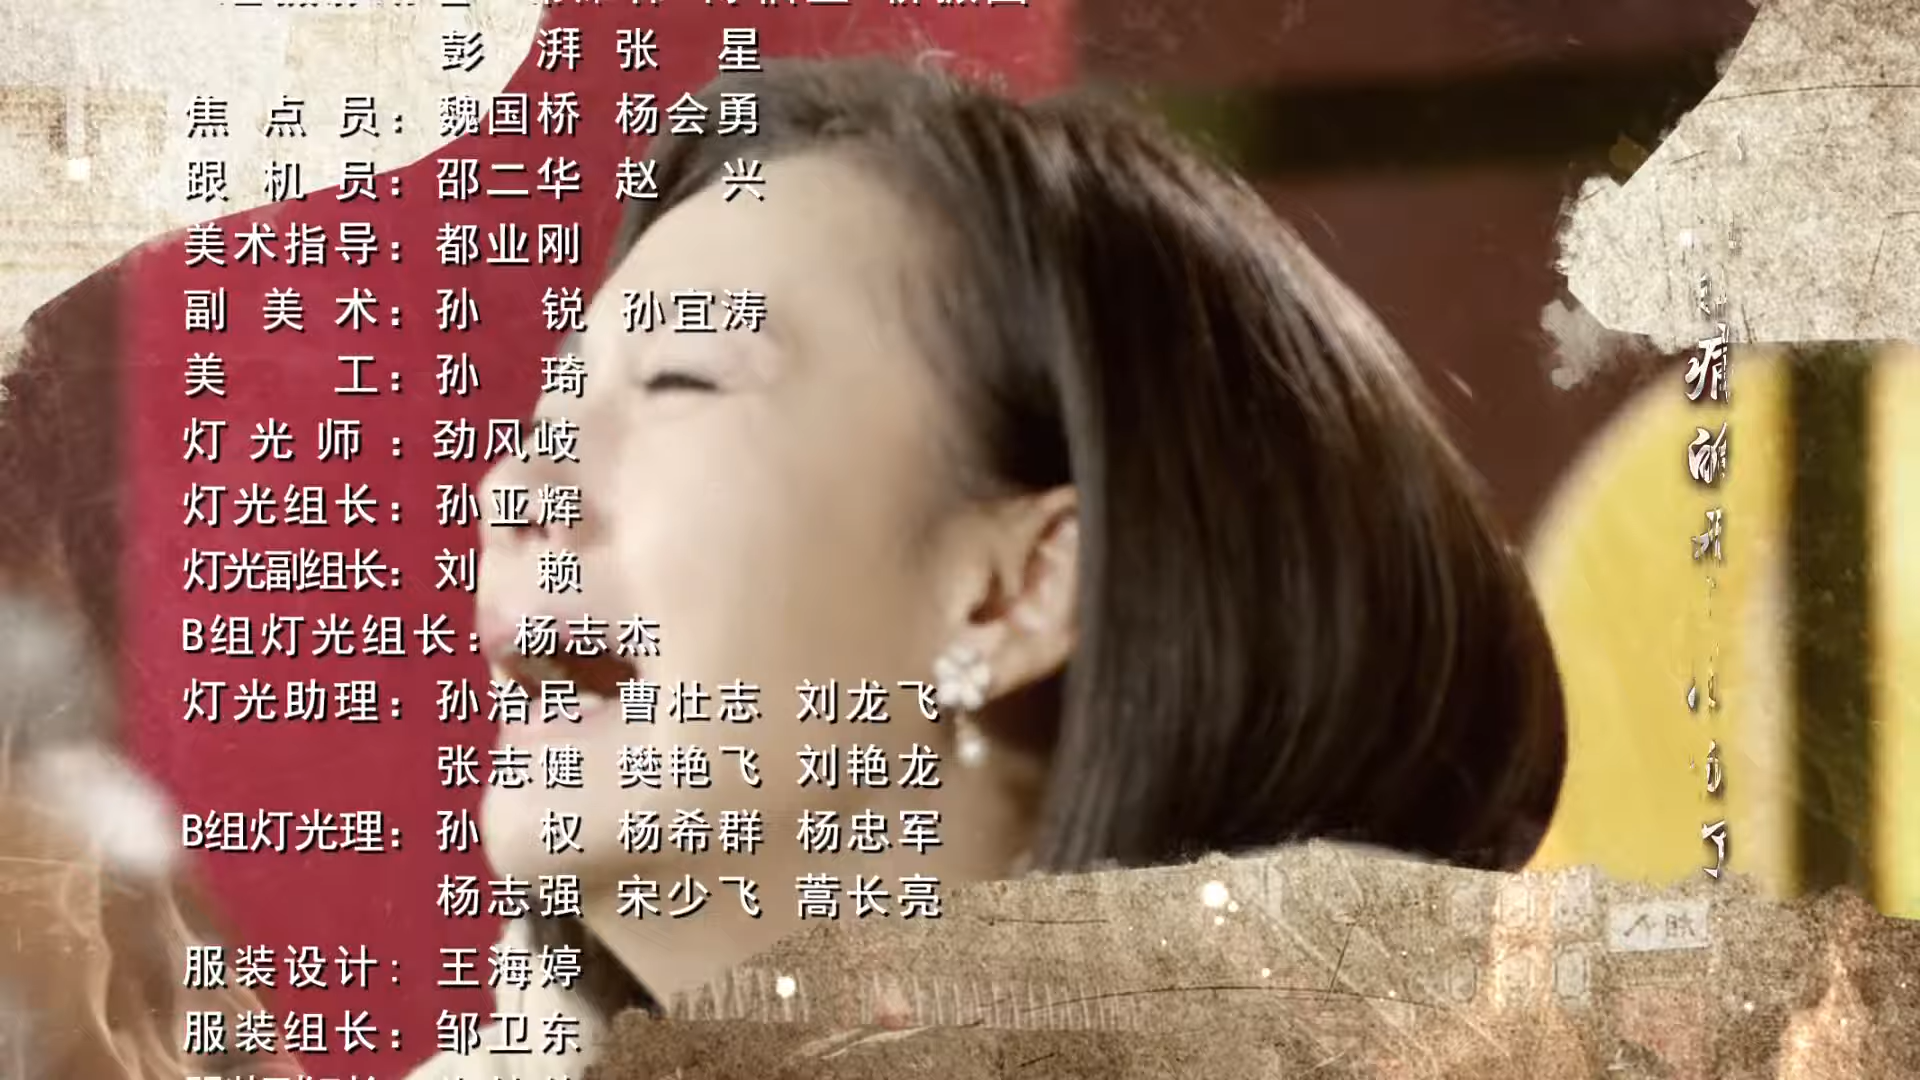 彭湃 张星
焦点员：魏国桥 杨会勇
跟机员：邵二华 赵兴
美术指导：都业刚
副美术：孙锐 孙宜涛
美工：孙琦
灯光师：劲风岐
灯光组长：孙亚辉
灯光副组长：刘赖
B组灯光组长：杨志杰
灯光助理：孙治民 曹壮志 刘龙飞
张志健 樊艳飞 刘艳龙
B组灯光理：孙权 杨希群 杨忠军
杨志强 宋少飞 蒿长亮
服装设计：王海婷
服装组长：邹卫东